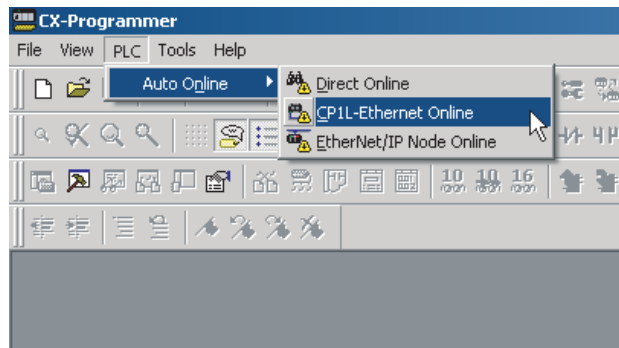 CX-Programmer
File View PLC Tools Help
Auto Online
Direct Online
CP1L-Ethernet Online
EtherNet/IP Node Online
10 10 16